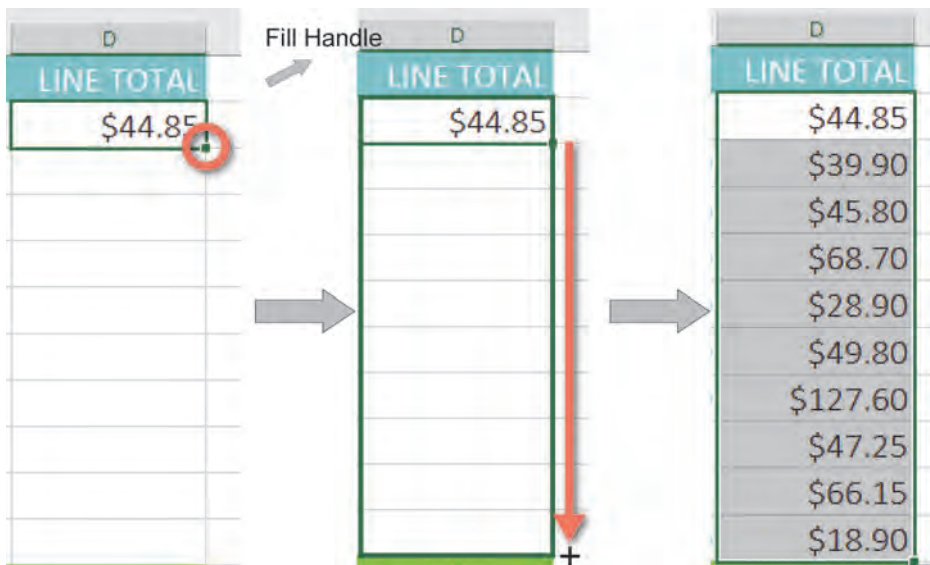 D
LINE TOTAL
$44.85
Fill Handle
D
LINE TOTAL
$44.85
D
LINE TOTAL
$44.85
$39.90
$45.80
$68.70
$28.90
$49.80
$127.60
$47.25
$66.15
$18.90